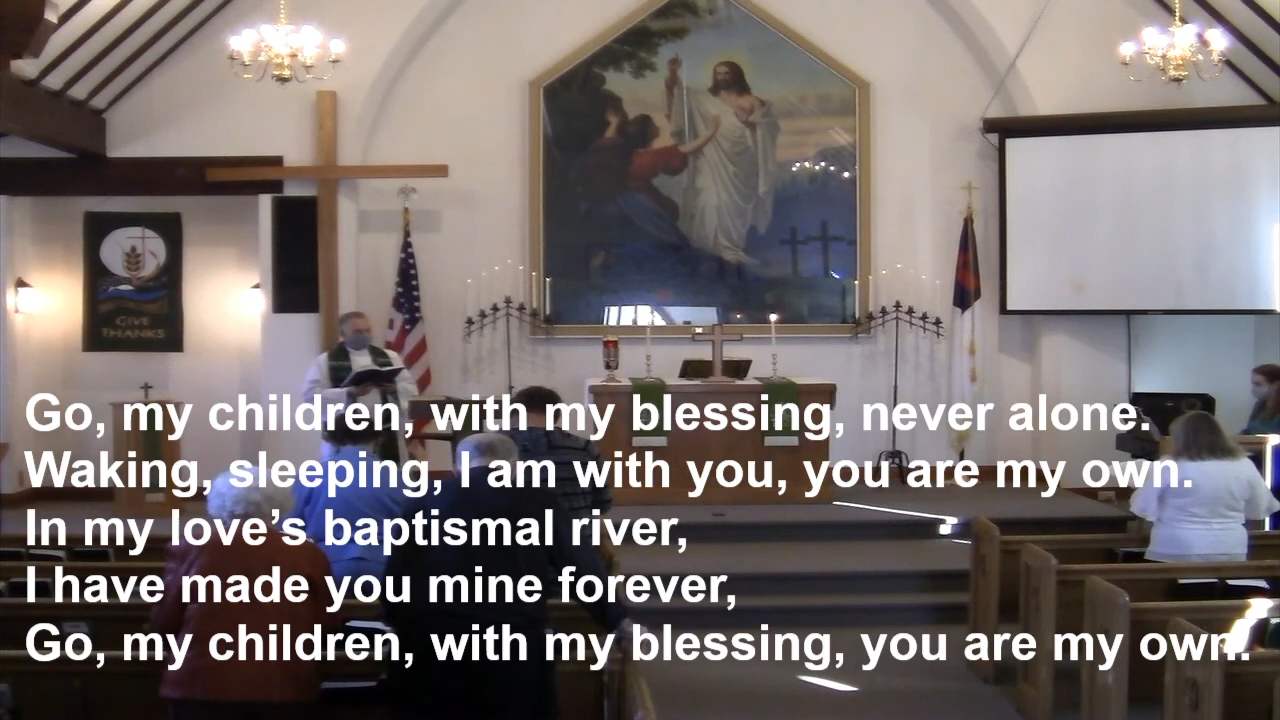 GIVE
THANKS
Go, my children, with my blessing, never alone.
Waking, sleeping, I am with you, you are my own.
In my love’s baptismal river,
I have made you mine forever,
Go, my children, with my blessing, you are my own.